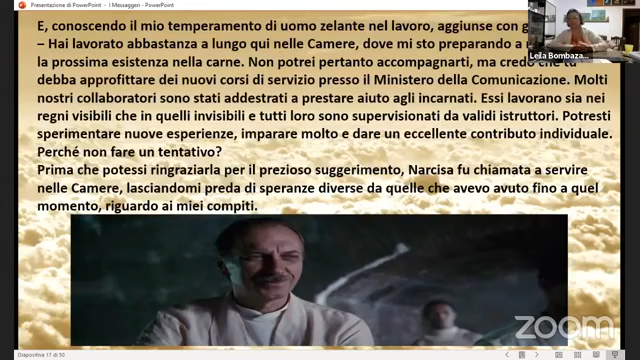 Presentazione di PowerPoint - I Messaggeri - PowerPoint
E, conoscendo il mio temperamento di uomo zelante nel lavoro, aggiunse con
– Hai lavorato abbastanza a lungo qui nelle Camere, dove mi sto preparando a
la prossima esistenza nella carne. Non potrei pertanto accompagnarti, ma credo che tu
debba approfittare dei nuovi corsi di servizio presso il Ministero della Comunicazione. Molti
nostri collaboratori sono stati addestrati a prestare aiuto agli incarnati. Essi lavorano sia nei
regni visibili che in quelli invisibili e tutti loro sono supervisionati da validi istruttori. Potresti
sperimentare nuove esperienze, imparare molto e dare un eccellente contributo individuale.
Perché non fare un tentativo?
Prima che potessi ringraziarla per il prezioso suggerimento, Narcisa fu chiamata a servire
nelle Camere, lasciandomi preda di speranze diverse da quelle che avevo avuto fino a quel
momento, riguardo ai miei compiti.
Leila Bombaza...
zoom
Diapositiva 17 di 50